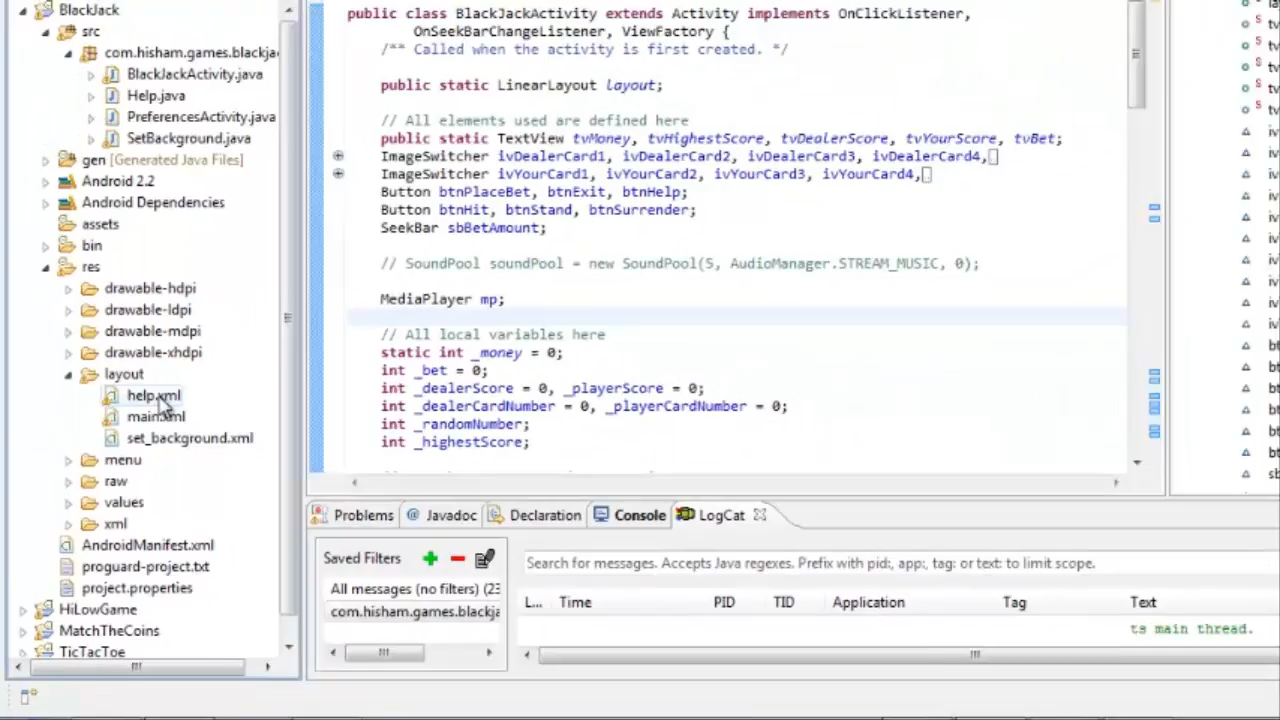 BlackJack
src
com.hisham.games.blackja
BlackJackActivity.java
Help.java
PreferencesActivity.java
SetBackground.java
gen [Generated Java Files]
Android 2.2
Android Dependencies
assets
bin
res
drawable-hdpi
drawable-ldpi
drawable-mdpi
drawable-xhdpi
layout
help.xml
main.xml
set_background.xml
menu
raw
values
xml
AndroidManifest.xml
proguard-project.txt
project.properties
HiLowGame
MatchTheCoins
TicTacToe
public class BlackJackActivity extends Activity implements OnClickListener,
OnSeekBarChangeListener, ViewFactory {
/** Called when the activity is first created. */
public static LinearLayout layout;
// All elements used are defined here
public static TextView tvMoney, tvHighestScore, tvDealerScore, tvYourScore, tvBet;
ImageSwitcher ivDealerCard1, ivDealerCard2, ivDealerCard3, ivDealerCard4,
ImageSwitcher ivYourCard1, ivYourCard2, ivYourCard3, ivYourCard4,
Button btnPlaceBet, btnExit, btnHelp;
Button btnHit, btnStand, btnSurrender;
SeekBar sbBetAmount;
// SoundPool soundPool = new SoundPool(5, AudioManager.STREAM_MUSIC, 0);
MediaPlayer mp;
// All local variables here
static int _money = 0;
int _bet = 0;
int _dealerScore = 0, _playerScore = 0;
int _dealerCardNumber = 0, _playerCardNumber = 0;
int _randomNumber;
int _highestScore;
Problems @ Javadoc Declaration Console LogCat
Saved Filters
All messages (no filters) (23
com.hisham.games.blackja
Search for messages. Accepts Java regexes. Prefix with pid:, app:, tag: or text: to limit scope.
L... Time PID TID Application Tag Text
ts main thread.